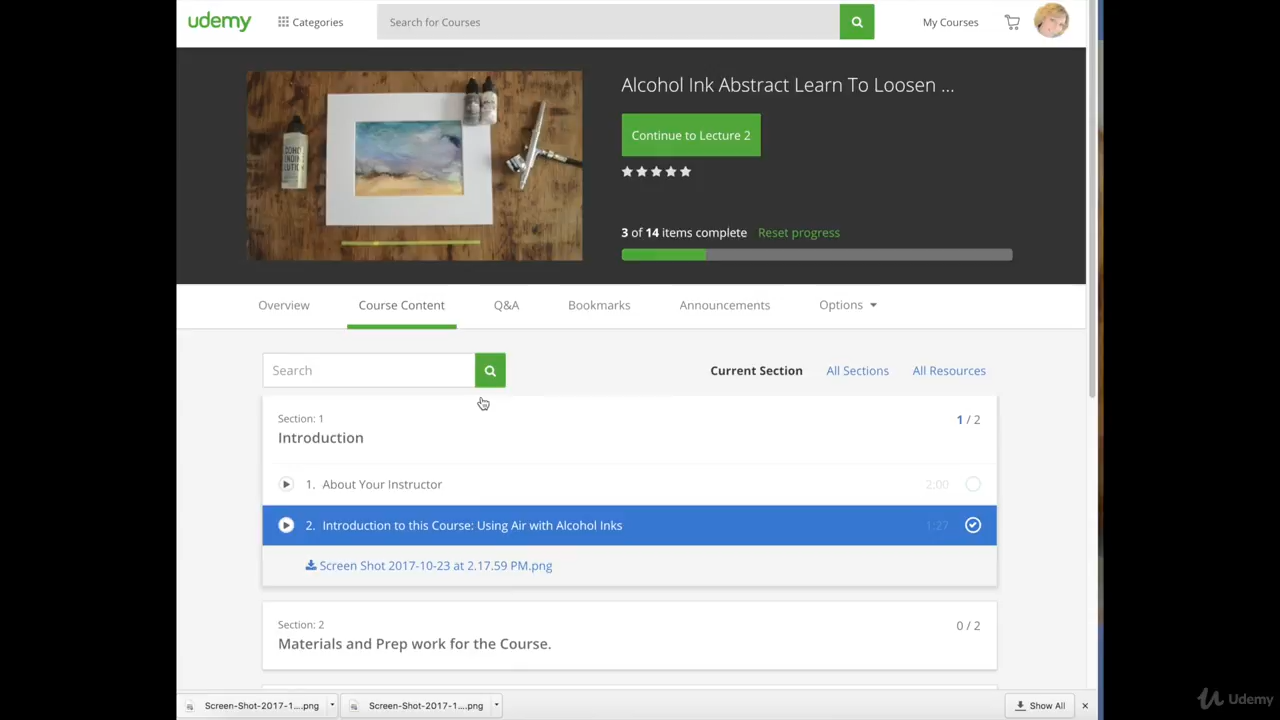 udemy
Categories
Search for Courses
My Courses
Alcohol Ink Abstract Learn To Loosen ...
Continue to Lecture 2
3 of 14 items complete
Reset progress
Overview
Course Content
Q&A
Bookmarks
Announcements
Options
Search
Current Section
All Sections
All Resources
Section: 1
1 / 2
Introduction
1. About Your Instructor
2:00
2. Introduction to this Course: Using Air with Alcohol Inks
1:27
Screen Shot 2017-10-23 at 2.17.59 PM.png
Section: 2
0 / 2
Materials and Prep work for the Course.
Screen-Shot-2017-1....png
Screen-Shot-2017-1....png
Show All
Udemy